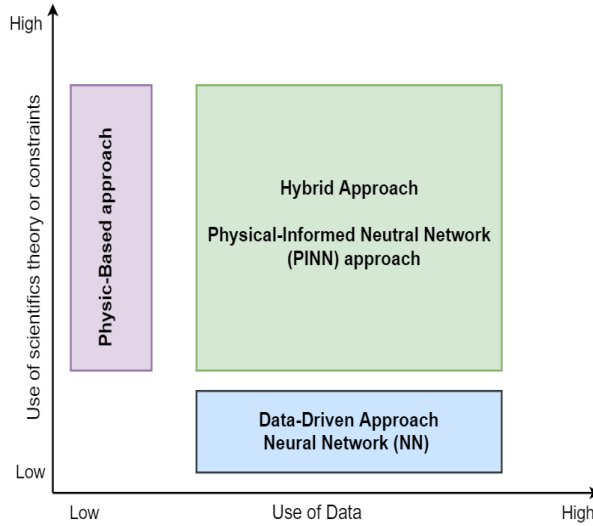 High
Use of scientifics theory or constraints
Physic-Based approach
Hybrid Approach
Physical-Informed Neutral Network
(PINN) approach
Data-Driven Approach
Neural Network (NN)
Low
Low
Use of Data
High